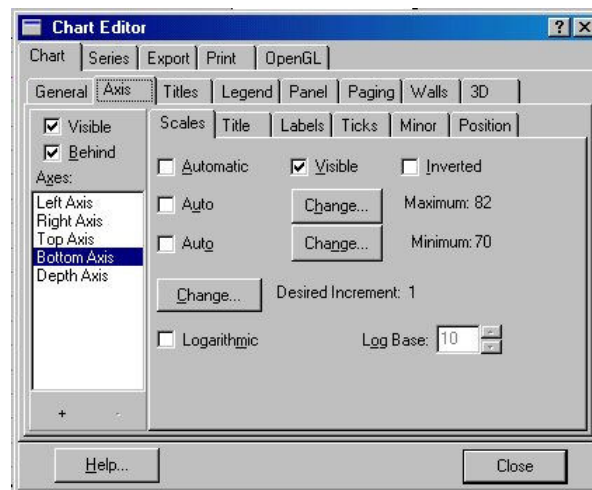 Chart Editor
Chart Series Export Print OpenGL
General Axis Titles Legend Panel Paging Walls 3D
Visible
Behind
Axes:
Left Axis
Right Axis
Top Axis
Bottom Axis
Depth Axis
+ -
Scales Title Labels Ticks Minor Position
Automatic Visible Inverted
Auto Change... Maximum: 82
Auto Change... Minimum: 70
Change... Desired Increment: 1
Logarithmic Log Base: 10
Help... Close